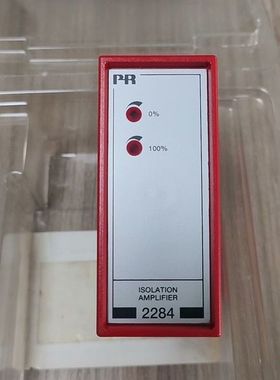 PR
0%
100%
ISOLATION
AMPLIFIER
2284